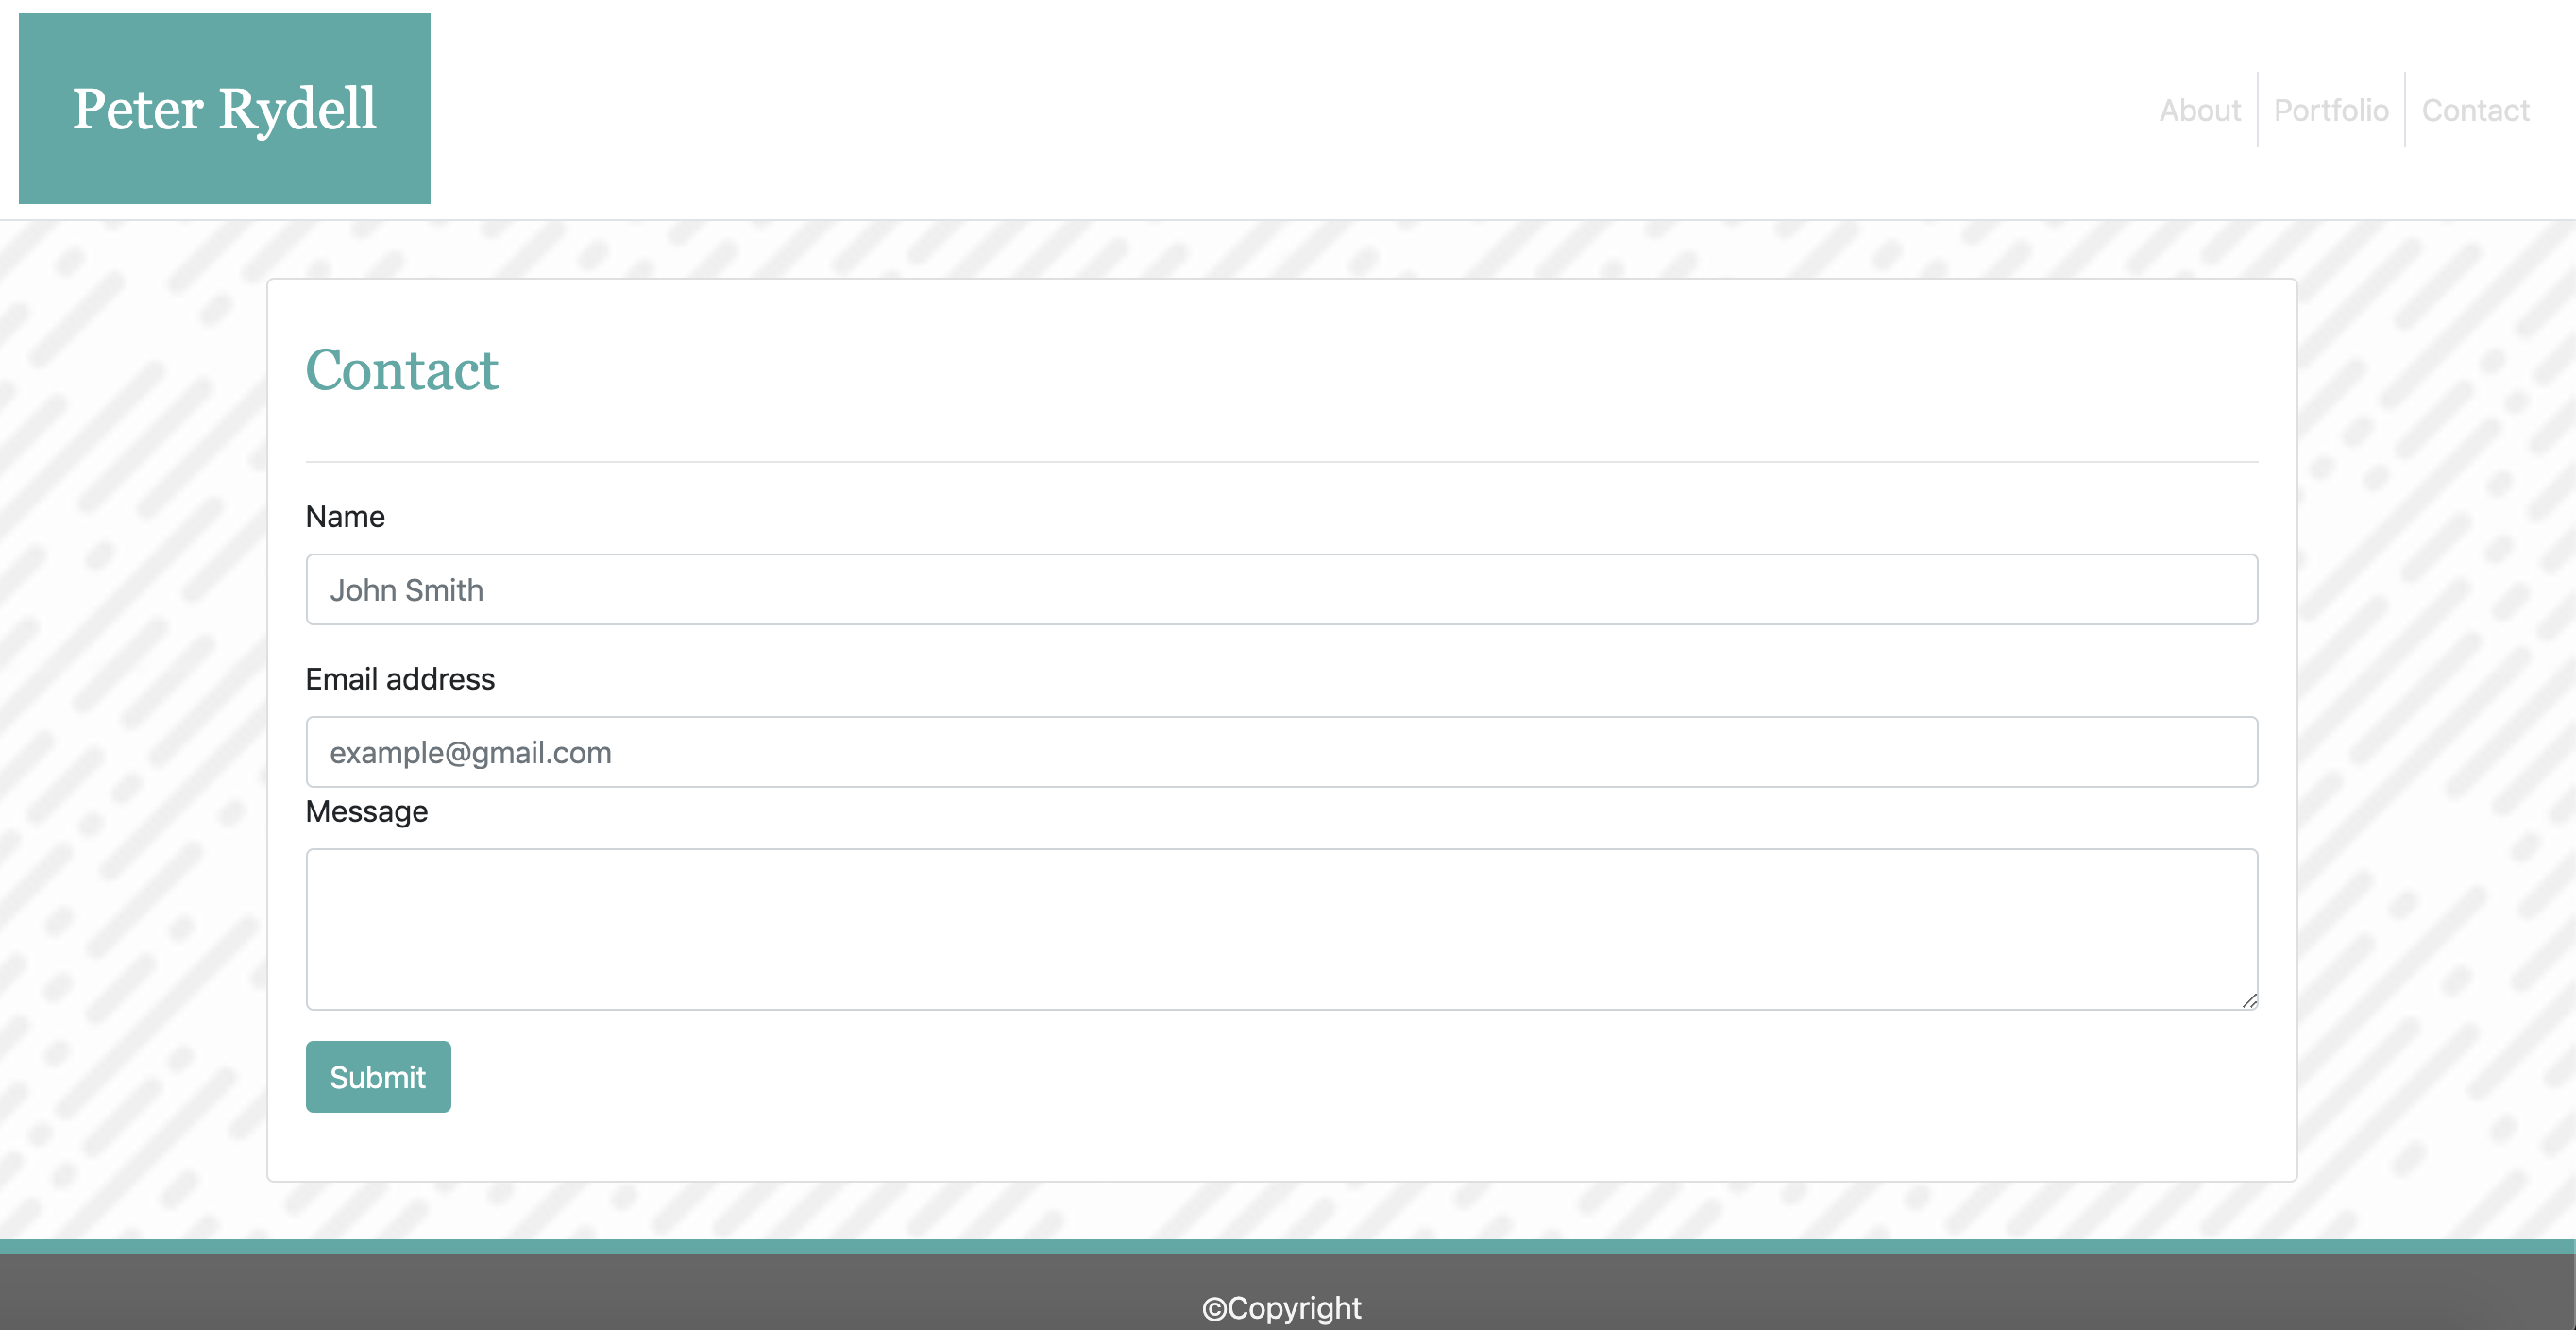 Peter Rydell
About
Portfolio
Contact
Contact
Name
John Smith
Email address
example@gmail.com
Message
Submit
©Copyright